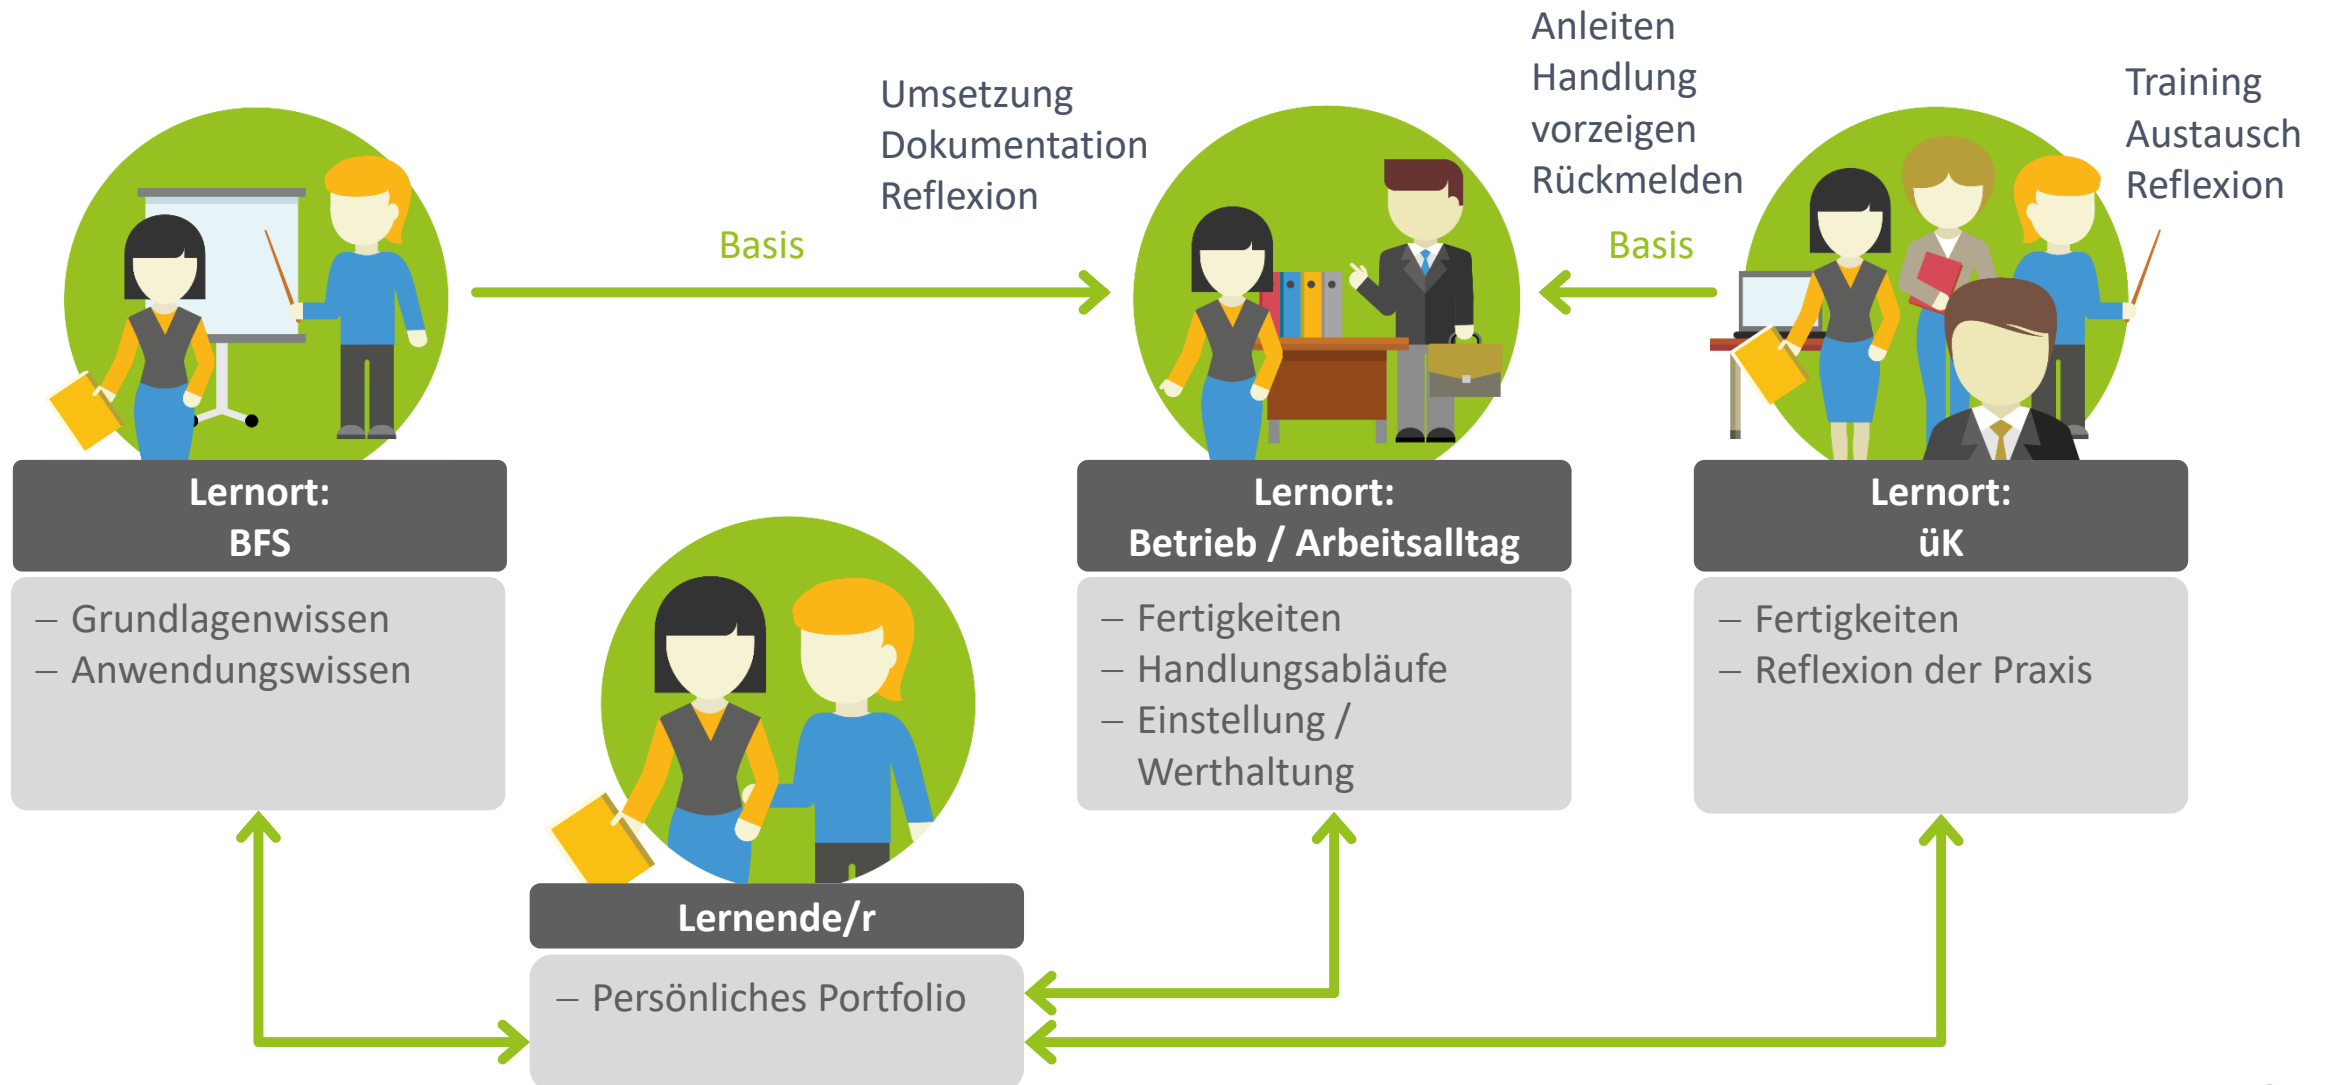 Umsetzung
Dokumentation
Reflexion
Anleiten
Handlung
vorzeigen
Rückmelden
Training
Austausch
Reflexion
Basis
Basis
Lernort:
BFS
– Grundlagenwissen
– Anwendungswissen
Lernort:
Betrieb / Arbeitsalltag
– Fertigkeiten
– Handlungsabläufe
– Einstellung /
Werthaltung
Lernort:
üK
– Fertigkeiten
– Reflexion der Praxis
Lernende/r
– Persönliches Portfolio